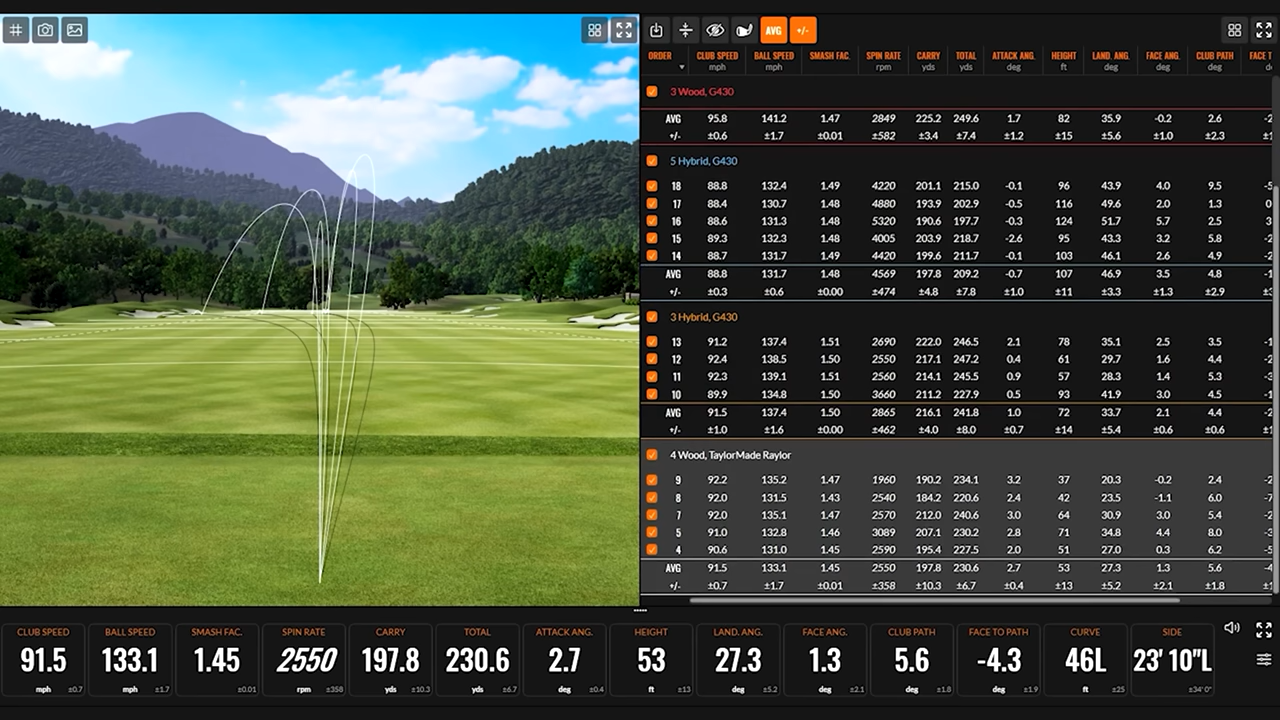 AVG +/-
ORDER CLUB SPEED BALL SPEED SMASH FAC. SPIN RATE CARRY TOTAL ATTACK ANG. HEIGHT LAND. ANG. FACE ANG. CLUB PATH FACE T
mph mph rpm yds yds deg ft deg deg deg
3 Wood, G430
AVG 95.8 141.2 1.47 2849 225.2 249.6 1.7 82 35.9 -0.2 2.6
+/- ±0.6 ±1.7 ±0.01 ±582 ±3.4 ±7.4 ±1.2 ±15 ±5.6 ±1.0 ±2.3
5 Hybrid, G430
18 88.8 132.4 1.49 4220 201.1 215.0 -0.1 96 43.9 4.0 9.5
17 88.4 130.7 1.48 4880 193.9 202.9 -0.5 116 49.6 2.0 1.3
16 88.6 131.3 1.48 5320 190.6 197.7 -0.3 124 51.7 5.7 2.5
15 89.3 132.3 1.48 4005 203.9 218.7 -2.6 95 43.3 3.2 5.8
14 88.7 131.7 1.49 4420 199.6 211.7 -0.1 103 46.1 2.6 4.9
AVG 88.8 131.7 1.48 4569 197.8 209.2 -0.7 107 46.9 3.5 4.8
+/- ±0.3 ±0.6 ±0.00 ±474 ±4.8 ±7.8 ±1.0 ±11 ±3.3 ±1.3 ±2.9
3 Hybrid, G430
13 91.2 137.4 1.51 2690 222.0 246.5 2.1 78 35.1 2.5 3.5
12 92.4 138.5 1.50 2550 217.1 247.2 0.4 61 29.7 1.6 4.4
11 92.3 139.1 1.51 2560 214.1 245.5 0.9 57 28.3 1.4 5.3
10 89.9 134.8 1.50 3660 211.2 227.9 0.5 93 41.9 3.0 4.5
AVG 91.5 137.4 1.50 2865 216.1 241.8 1.0 72 33.7 2.1 4.4
+/- ±1.0 ±1.6 ±0.00 ±462 ±4.0 ±8.0 ±0.7 ±14 ±5.4 ±0.6 ±0.6
4 Wood, TaylorMade Raylor
9 92.2 135.2 1.47 1960 190.2 234.1 3.2 37 20.3 -0.2 2.4
8 92.0 131.5 1.43 2540 184.2 220.6 2.4 42 23.5 -1.1 6.0
7 92.0 135.1 1.47 2570 212.0 240.6 3.0 64 30.9 3.0 5.4
5 91.0 132.8 1.46 3089 207.1 230.2 2.8 71 34.8 4.4 8.0
4 90.6 131.0 1.45 2590 195.4 227.5 2.0 51 27.0 0.3 6.2
AVG 91.5 133.1 1.45 2550 197.8 230.6 2.7 53 27.3 1.3 5.6
+/- ±0.7 ±1.7 ±0.01 ±358 ±10.3 ±6.7 ±0.4 ±13 ±5.2 ±2.1 ±1.8
CLUB SPEED BALL SPEED SMASH FAC. SPIN RATE CARRY TOTAL ATTACK ANG. HEIGHT LAND. ANG. FACE ANG. CLUB PATH FACE TO PATH CURVE SIDE
91.5 133.1 1.45 2550 197.8 230.6 2.7 53 27.3 1.3 5.6 -4.3 46L 23' 10"L
mph ±0.7 mph ±1.7 ±0.01 rpm ±358 yds ±10.3 yds ±6.7 deg ±0.4 ft ±13 deg ±5.2 deg ±2.1 deg ±1.8 deg ±1.9 ft ±25 ±34' 0"